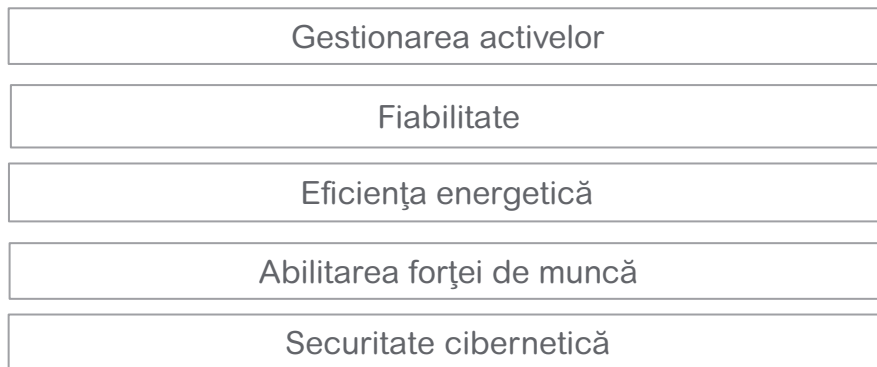 Gestionarea activelor
Fiabilitate
Eficienţa energetică
Abilitarea forţei de muncă
Securitate cibernetică